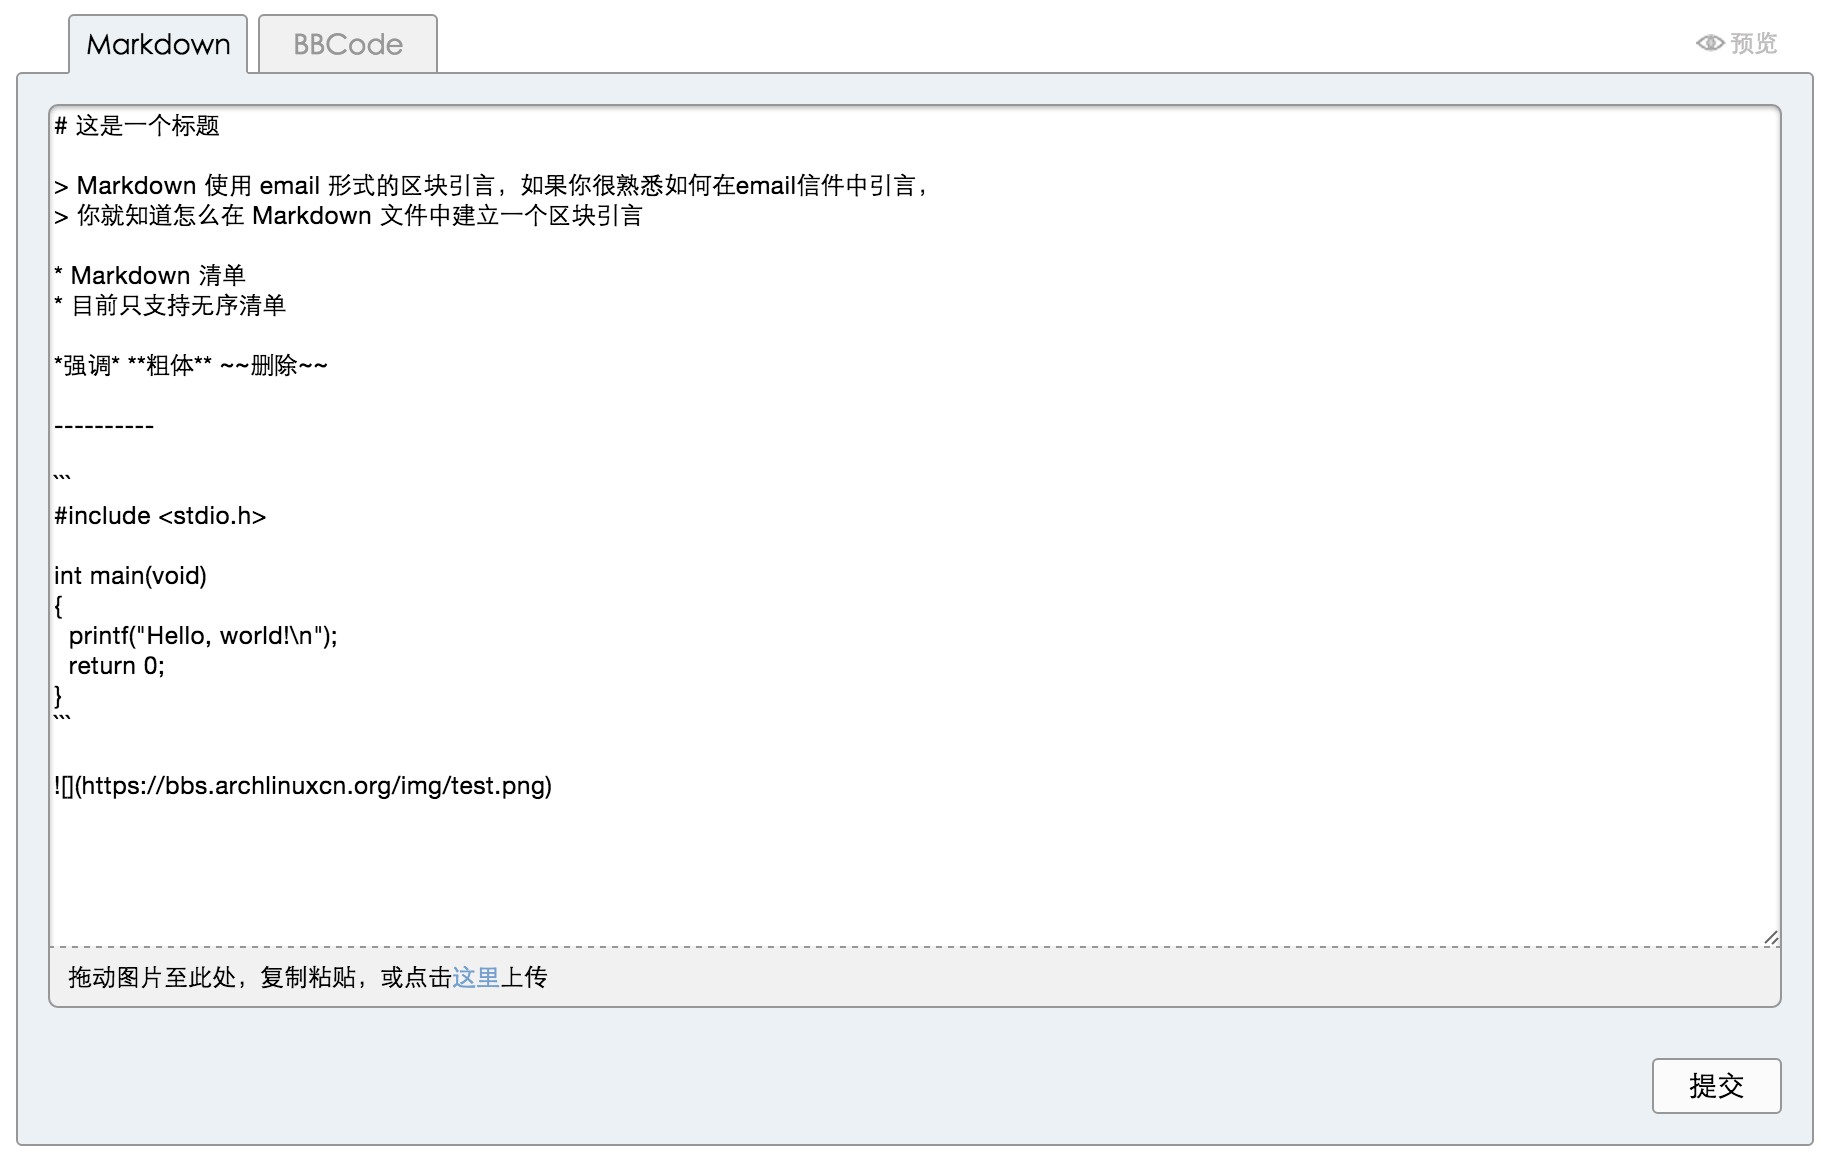 Markdown
BBCode
预览
# 这是一个标题
> Markdown 使用 email 形式的区块引言，如果你很熟悉如何在email信件中引言，
> 你就知道怎么在 Markdown 文件中建立一个区块引言
* Markdown 清单
* 目前只支持无序清单
*强调* **粗体** ~~删除~~
----------
```
#include <stdio.h>
int main(void)
{
  printf("Hello, world!\n");
  return 0;
}
```
![](https://bbs.archlinuxcn.org/img/test.png)
拖动图片至此处，复制粘贴，或点击这里上传
提交